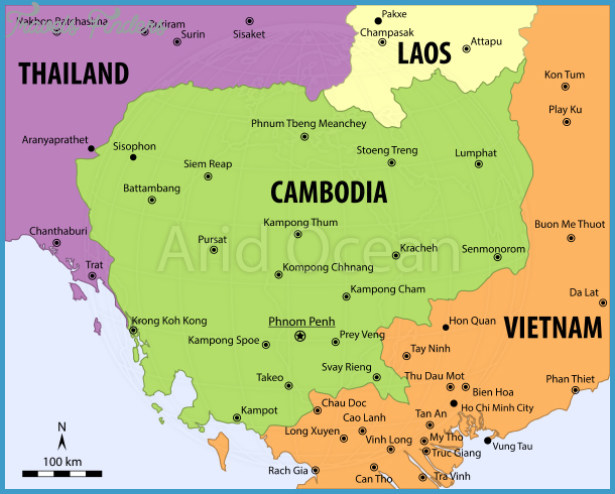 Nakhon Ratchasima
Buriram
Surin
Sisaket
Pakxe
Champasak
Attapu
LAOS
THAILAND
Kon Tum
Play Ku
Aranyaprathet
Sisophon
Phnum Tbeng Meanchey
Stoeng Treng
Lumphat
Siem Reap
Battambang
CAMBODIA
Chanthaburi
Trat
Pursat
Kampong Thum
Kracheh
Senmonorom
Buon Me Thuot
Arid Ocean
Kompong Chhnang
Kampong Cham
Da Lat
Krong Koh Kong
Phnom Penh
Kampong Spoe
Prey Veng
Hon Quan
VIETNAM
Tay Ninh
Svay Rieng
Takeo
Thu Dau Mot
Bien Hoa
Phan Thiet
Kampot
Chau Doc
Ho Chi Minh City
Cao Lanh
Tan An
Long Xuyen
Vinh Long
My Tho
Truc Giang
Vung Tau
Rach Gia
Can Tho
Tra Vinh
N
100 km